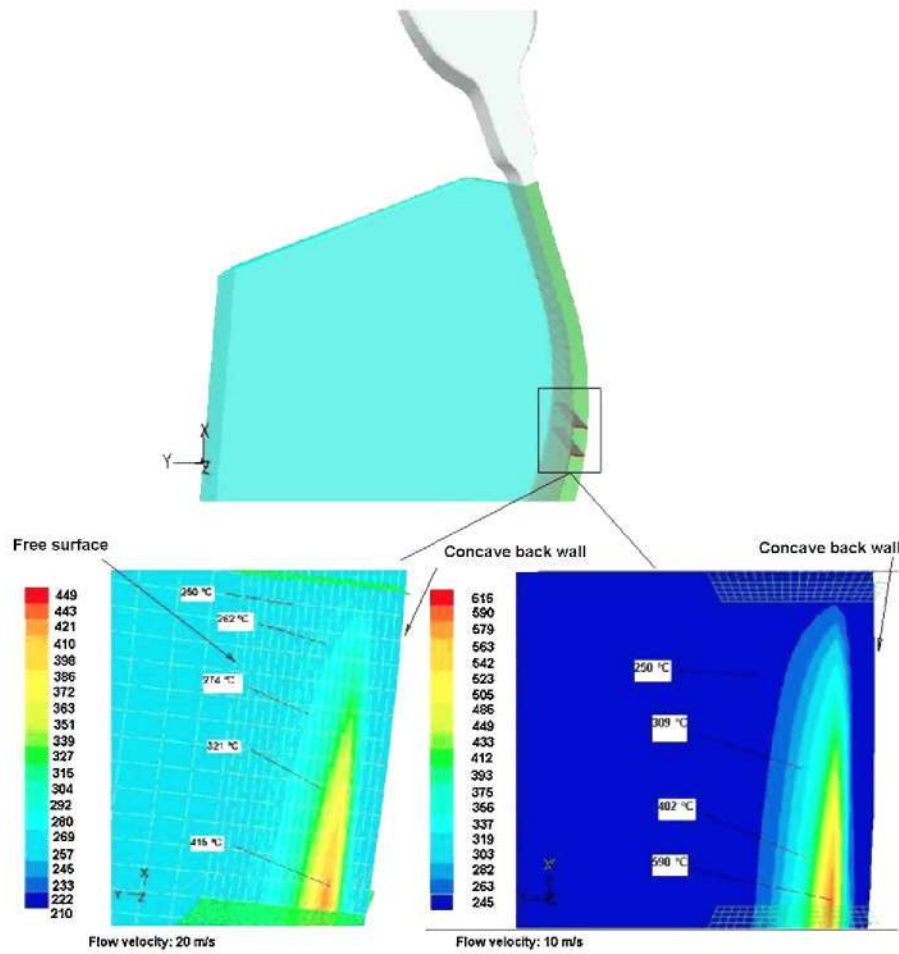 X
Y
Z
Free surface
Concave back wall
Concave back wall
449
443
421
410
398
386
372
363
351
339
327
315
304
292
280
269
257
245
233
222
210
250 °C
262 °C
274 °C
321 °C
415 °C
X
Y
Z
Flow velocity: 20 m/s
615
590
579
563
542
523
505
486
449
433
412
393
375
356
337
319
303
282
263
245
250 °C
309 °C
402 °C
590 °C
Flow velocity: 10 m/s